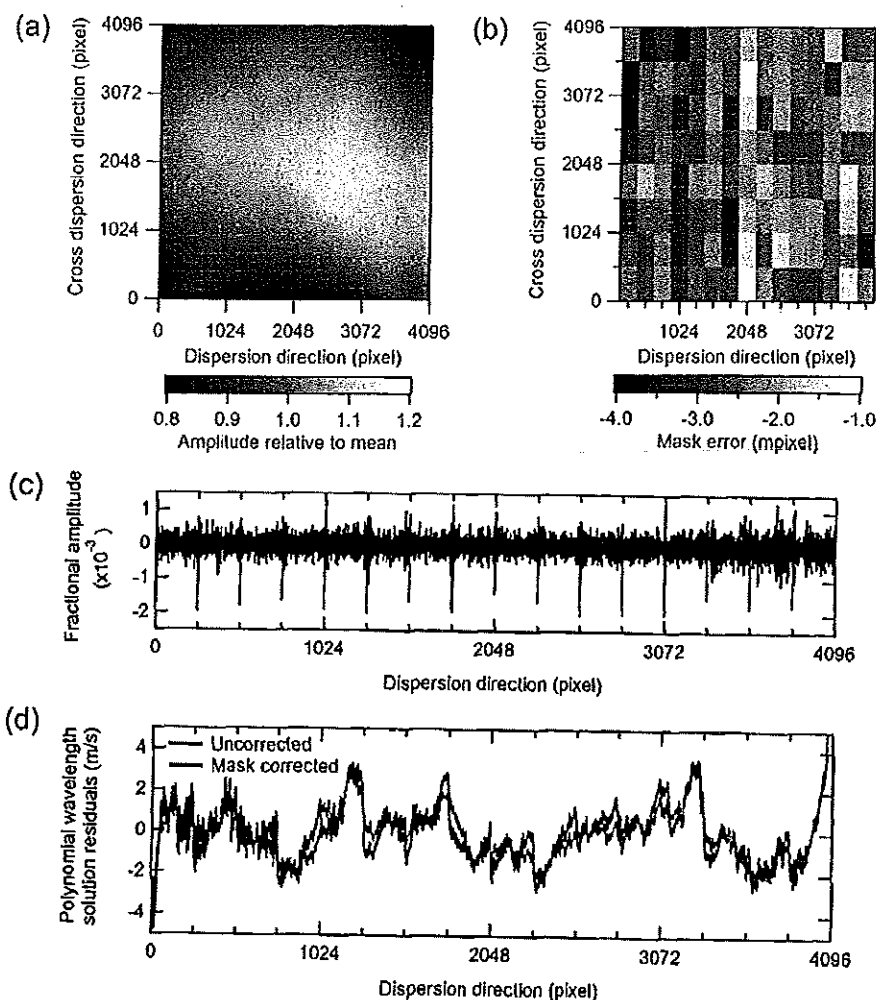 (a)
4096
3072
2048
1024
0
Cross dispersion direction (pixel)
0 1024 2048 3072 4096
Dispersion direction (pixel)
0.8 0.9 1.0 1.1 1.2
Amplitude relative to mean
(b)
4096
3072
2048
1024
0
Cross dispersion direction (pixel)
1024 2048 3072
Dispersion direction (pixel)
-4.0 -3.0 -2.0 -1.0
Mask error (mpixel)
(c)
Fractional amplitude
(x10-3)
1
0
-1
-2
0 1024 2048 3072 4096
Dispersion direction (pixel)
(d)
Polynomial wavelength
solution residuals (m/s)
4
2
0
-2
-4
Uncorrected
Mask corrected
0 1024 2048 3072 4096
Dispersion direction (pixel)